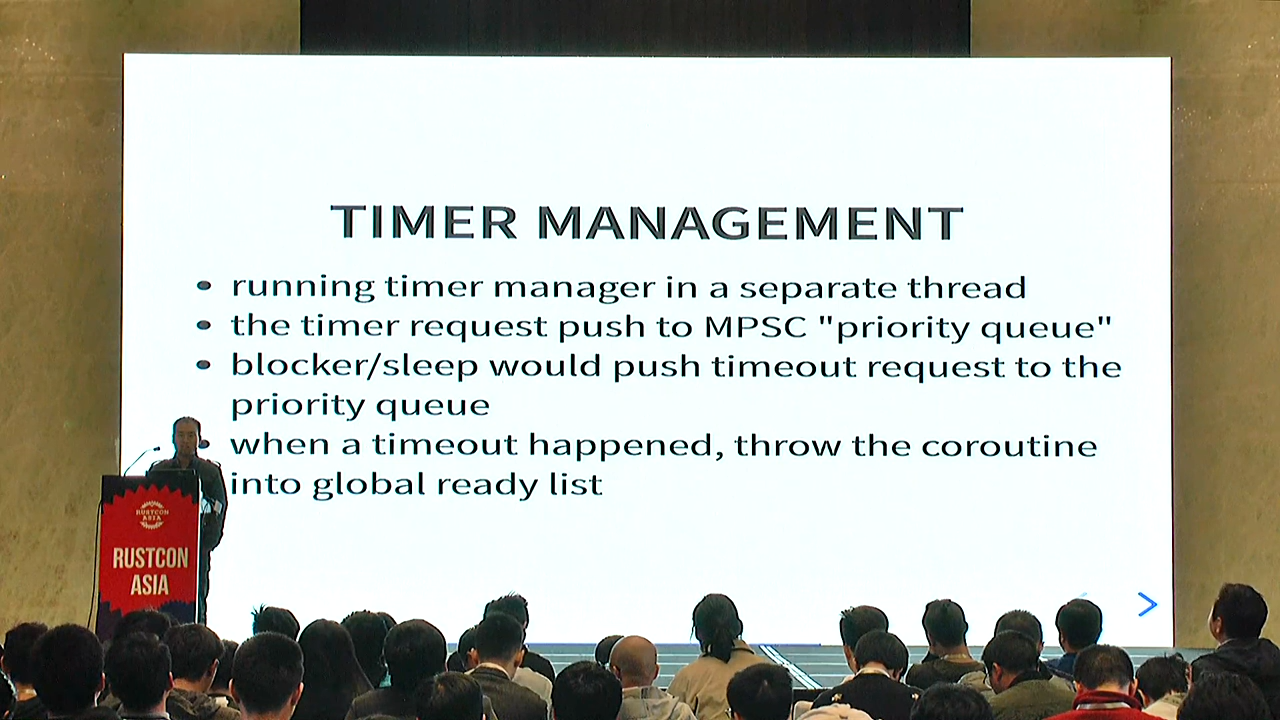 TIMER MANAGEMENT
• running timer manager in a separate thread
• the timer request push to MPSC "priority queue"
• blocker/sleep would push timeout request to the
priority queue
• when a timeout happened, throw the coroutine
into global ready list
RUSTCON
ASIA
RUSTCON
ASIA